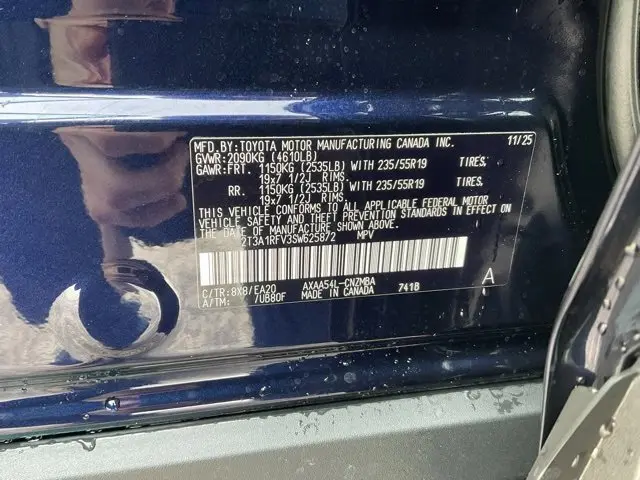 MFD.BY:TOYOTA MOTOR MANUFACTURING CANADA INC. 11/25
GVWR:2090KG (4610LB)
GAWR:FRT. 1150KG (2535LB) WITH 235/55R19 TIRES,
19x7 1/2J RIMS.
RR. 1150KG (2535LB) WITH 235/55R19 TIRES,
19x7 1/2J RIMS.
THIS VEHICLE CONFORMS TO ALL APPLICABLE FEDERAL MOTOR
VEHICLE SAFETY AND THEFT PREVENTION STANDARDS IN EFFECT ON
THE DATE OF MANUFACTURE SHOWN ABOVE.
2T3A1RFV3SW625872 MPV
C/TR:8X8/EA20 AXAA54L-CNZMBA 7418 A
A/TM: /UB80F MADE IN CANADA